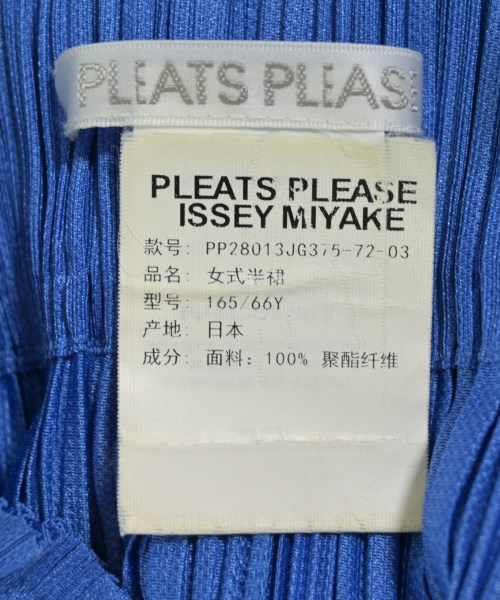 PLEATS PLEASE
PLEATS PLEASE
ISSEY MIYAKE
款号: PP28013JG375-72-03
品名: 女式半裙
型号: 165/66Y
产地: 日本
成分: 面料: 100% 聚酯纤维